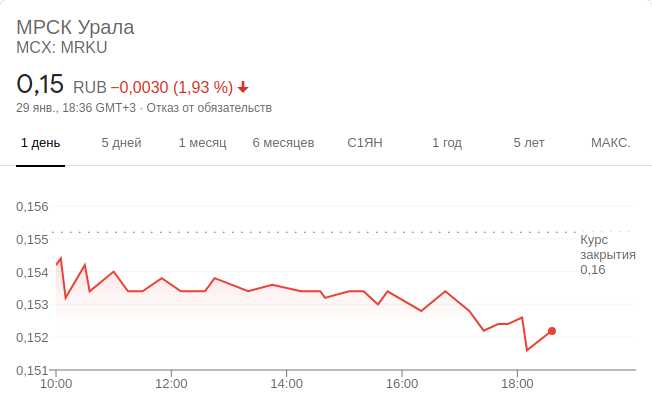 МРСК Урала
MCX: MRKU
0,15 RUB −0,0030 (1,93 %)
29 янв., 18:36 GMT+3 · Отказ от обязательств
1 день 5 дней 1 месяц 6 месяцев С1ЯН 1 год 5 лет МАКС.
0,156
0,155
0,154
0,153
0,152
0,151
Курс
закрытия
0,16
10:00 12:00 14:00 16:00 18:00